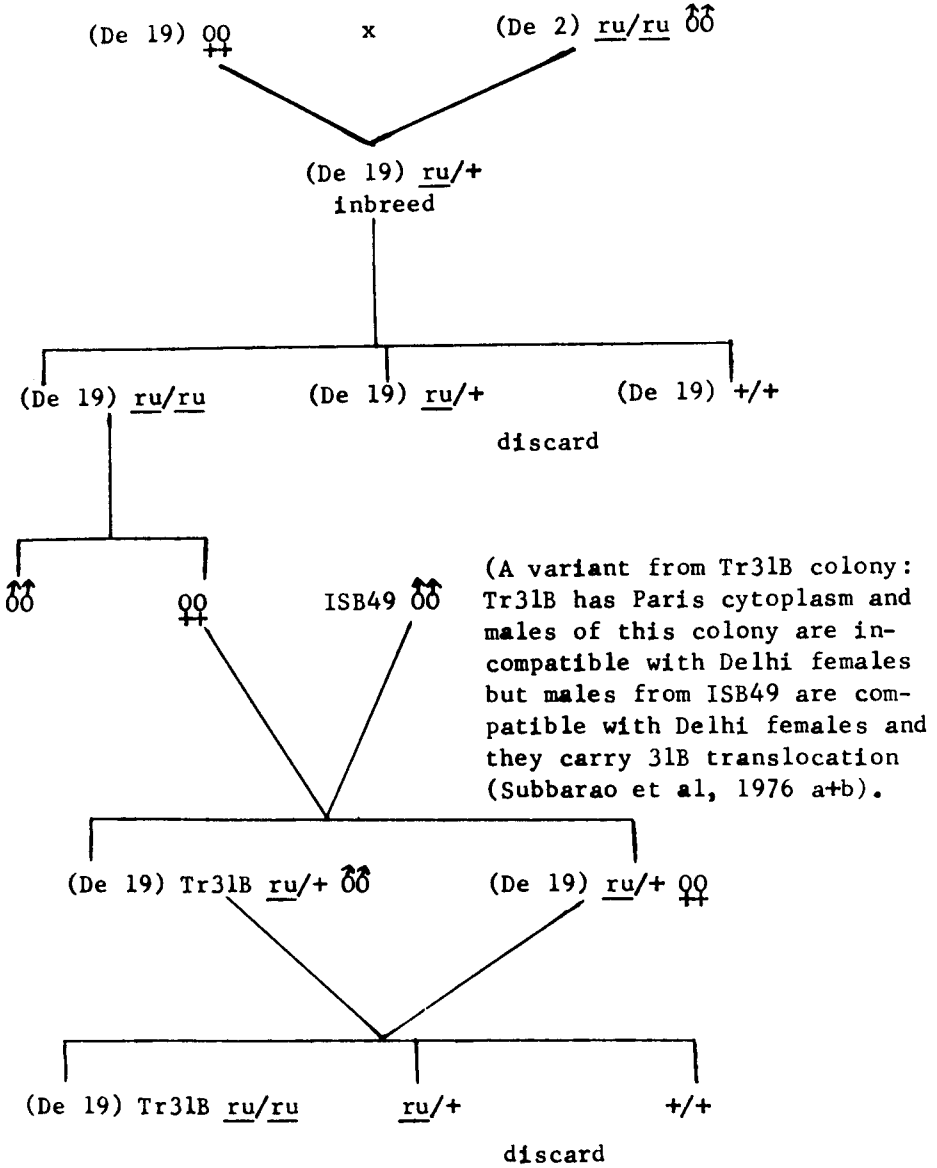 (De 19) ♀♀ x (De 2) ru/ru ♂♂
(De 19) ru/+
inbreed
(De 19) ru/ru (De 19) ru/+ (De 19) +/+
discard
♂♂ ♀♀ ISB49 ♂♂
(A variant from Tr31B colony:
Tr31B has Paris cytoplasm and
males of this colony are in-
compatible with Delhi females
but males from ISB49 are com-
patible with Delhi females and
they carry 31B translocation
(Subbarao et al, 1976 a+b).
(De 19) Tr31B ru/+ ♂♂ (De 19) ru/+ ♀♀
(De 19) Tr31B ru/ru ru/+ +/+
discard